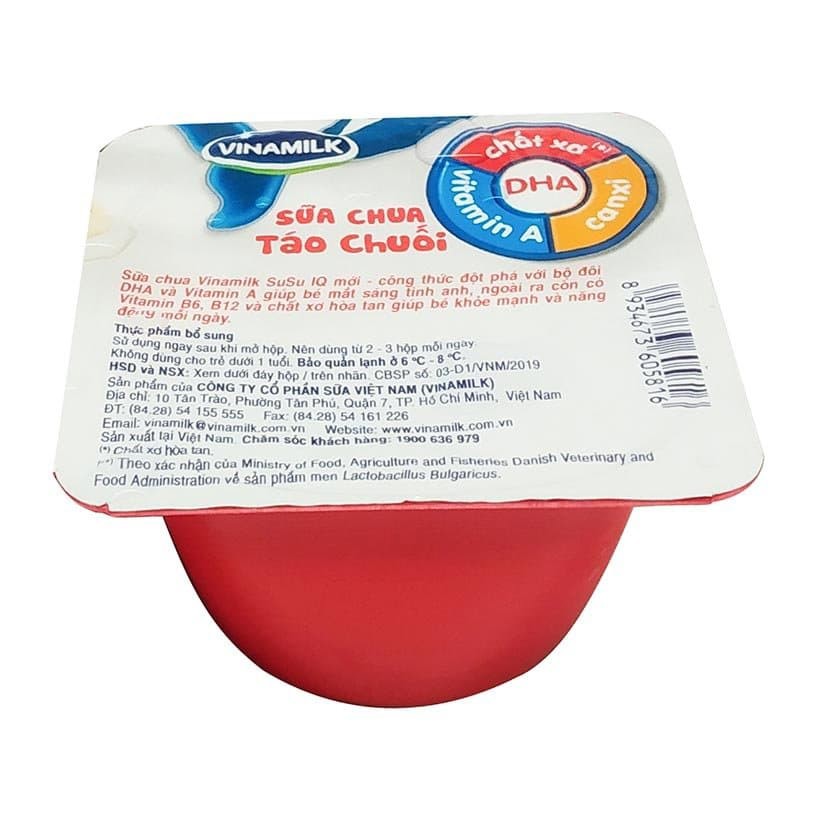 VINAMILK
chất xơ (*)
DHA
vitamin A
canxi
SỮA CHUA
Táo Chuối
Sữa chua Vinamilk SuSu IQ mới - công thức đột phá với bộ đôi
DHA và Vitamin A giúp bé mắt sáng tinh anh, ngoài ra còn có
Vitamin B6, B12 và chất xơ hòa tan giúp bé khỏe mạnh và năng
động mỗi ngày.
Thực phẩm bổ sung
Sử dụng ngay sau khi mở hộp. Nên dùng từ 2 - 3 hộp mỗi ngày.
Không dùng cho trẻ dưới 1 tuổi. Bảo quản lạnh ở 6 °C - 8 °C.
HSD và NSX: Xem dưới đáy hộp / trên nhãn. CBSP số: 03-D1/VNM/2019
Sản phẩm của CÔNG TY CỔ PHẦN SỮA VIỆT NAM (VINAMILK)
Địa chỉ: 10 Tân Trào, Phường Tân Phú, Quận 7, TP. Hồ Chí Minh, Việt Nam
ĐT: (84.28) 54 155 555 Fax: (84.28) 54 161 226
Email: vinamilk@vinamilk.com.vn Website: www.vinamilk.com.vn
Sản xuất tại Việt Nam. Chăm sóc khách hàng: 1900 636 979
(*) Chất xơ hòa tan.
(**) Theo xác nhận của Ministry of Food, Agriculture and Fisheries Danish Veterinary and
Food Administration về sản phẩm men Lactobacillus Bulgaricus.
8 934673 605816